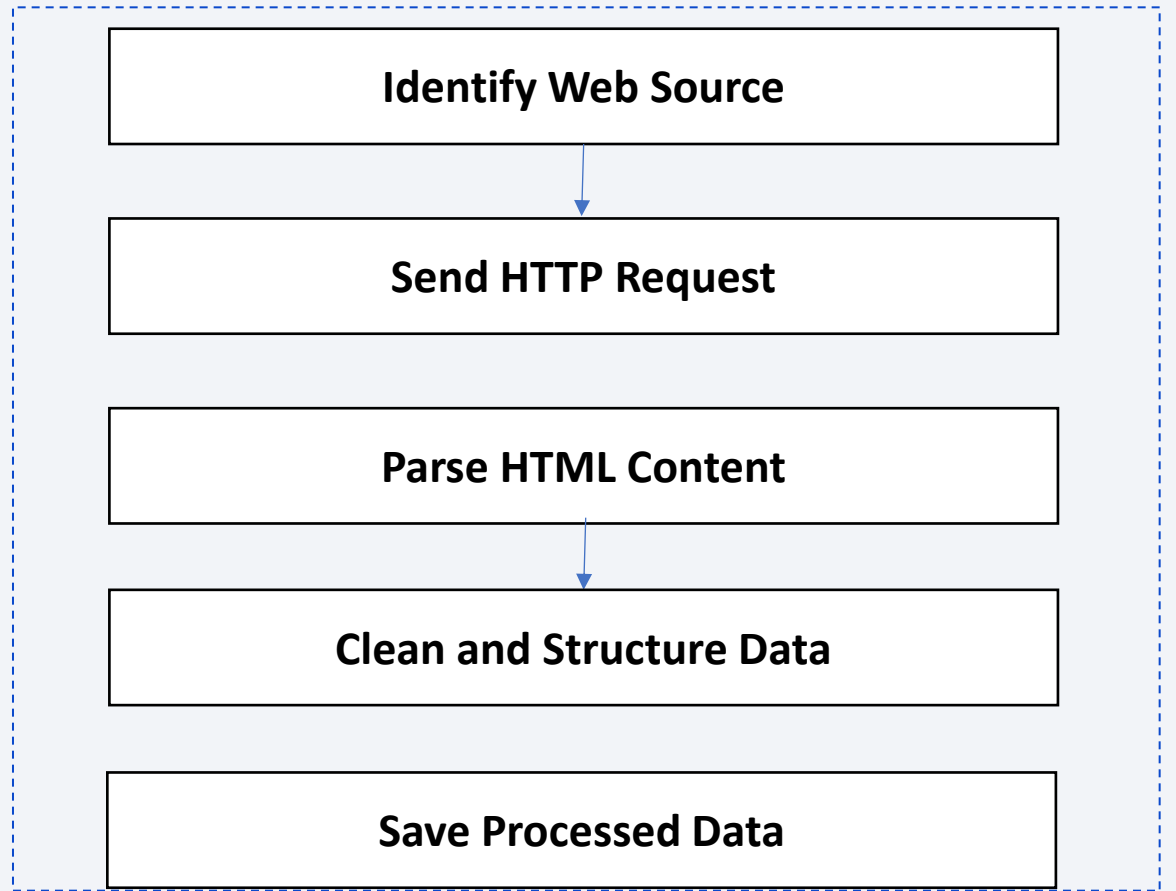 Identify Web Source
Send HTTP Request
Parse HTML Content
Clean and Structure Data
Save Processed Data